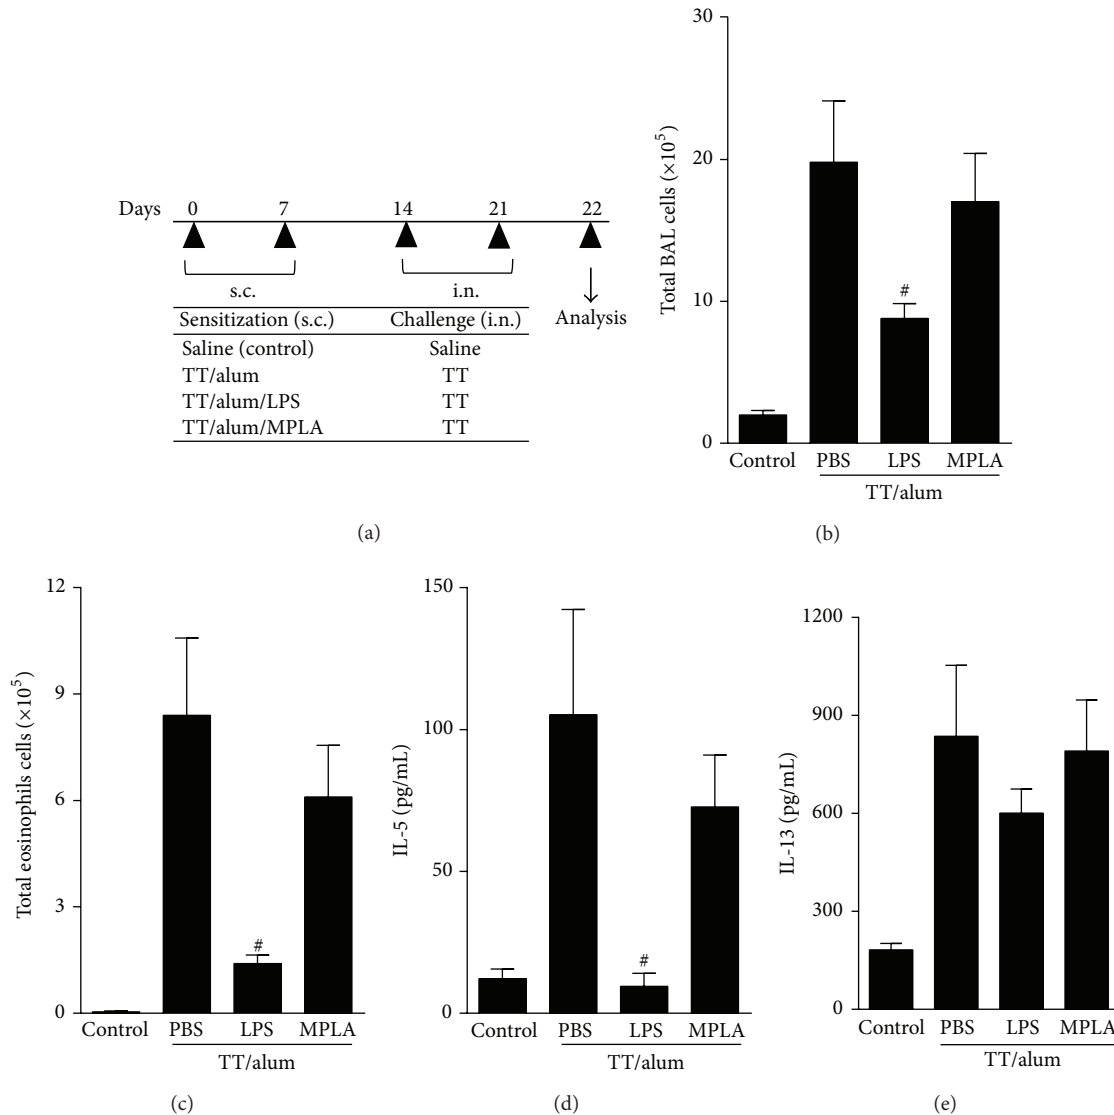 Days 0 7 14 21 22
s.c. i.n.
Sensitization (s.c.) Challenge (i.n.) Analysis
Saline (control) Saline
TT/alum TT
TT/alum/LPS TT
TT/alum/MPLA TT
(a)
Total BAL cells (×10⁵)
30
20
10
0
#
Control PBS LPS MPLA
TT/alum
(b)
Total eosinophils cells (×10⁵)
12
9
6
3
0
#
Control PBS LPS MPLA
TT/alum
(c)
IL-5 (pg/mL)
150
100
50
0
#
Control PBS LPS MPLA
TT/alum
(d)
IL-13 (pg/mL)
1200
900
600
300
0
Control PBS LPS MPLA
TT/alum
(e)